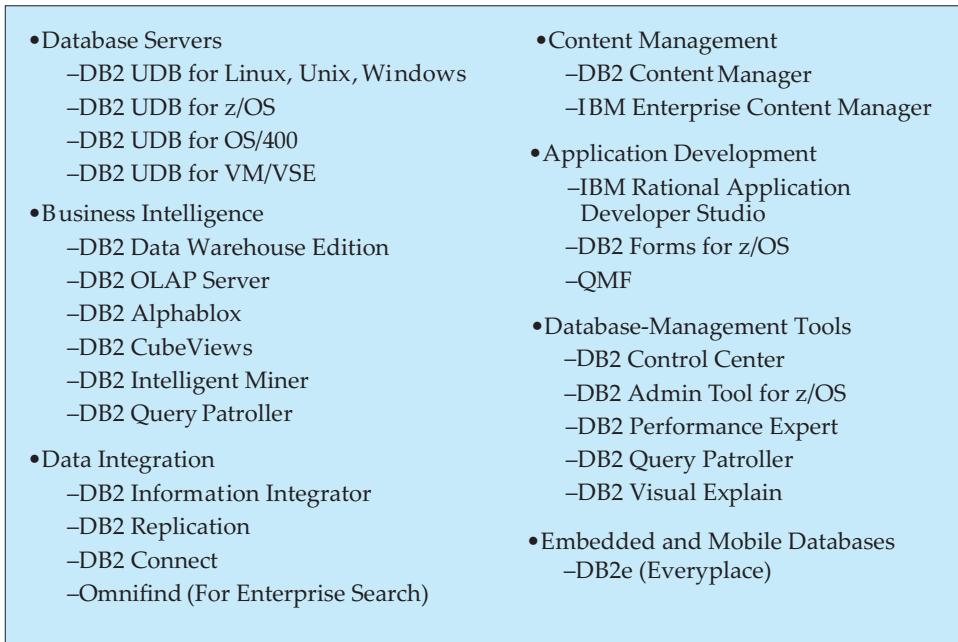 •Database Servers
–DB2 UDB for Linux, Unix, Windows
–DB2 UDB for z/OS
–DB2 UDB for OS/400
–DB2 UDB for VM/VSE
•Business Intelligence
–DB2 Data Warehouse Edition
–DB2 OLAP Server
–DB2 Alphablox
–DB2 CubeViews
–DB2 Intelligent Miner
–DB2 Query Patroller
•Data Integration
–DB2 Information Integrator
–DB2 Replication
–DB2 Connect
–Omnifind (For Enterprise Search)
•Content Management
–DB2 Content Manager
–IBM Enterprise Content Manager
•Application Development
–IBM Rational Application
Developer Studio
–DB2 Forms for z/OS
–QMF
•Database-Management Tools
–DB2 Control Center
–DB2 Admin Tool for z/OS
–DB2 Performance Expert
–DB2 Query Patroller
–DB2 Visual Explain
•Embedded and Mobile Databases
–DB2e (Everyplace)